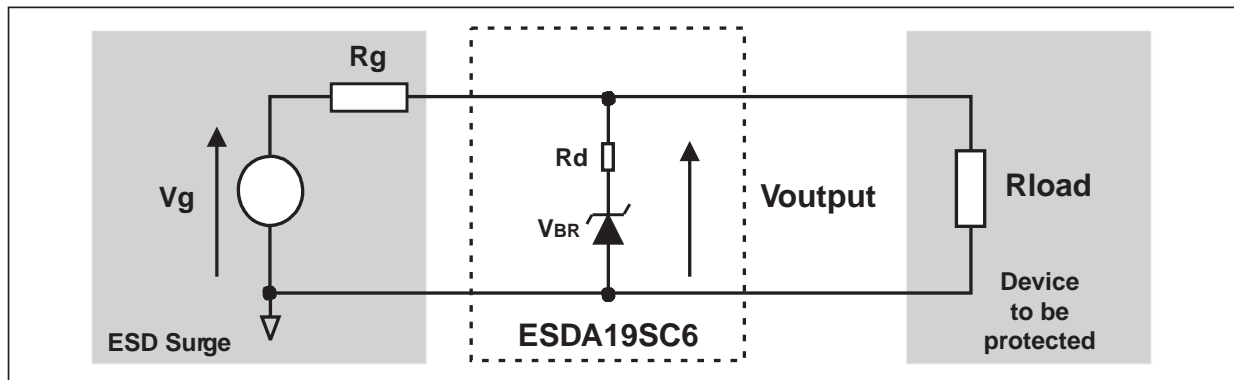 Rg
Vg
Rd
VBR
Voutput
Rload
ESD Surge
ESDA19SC6
Device
to be
protected